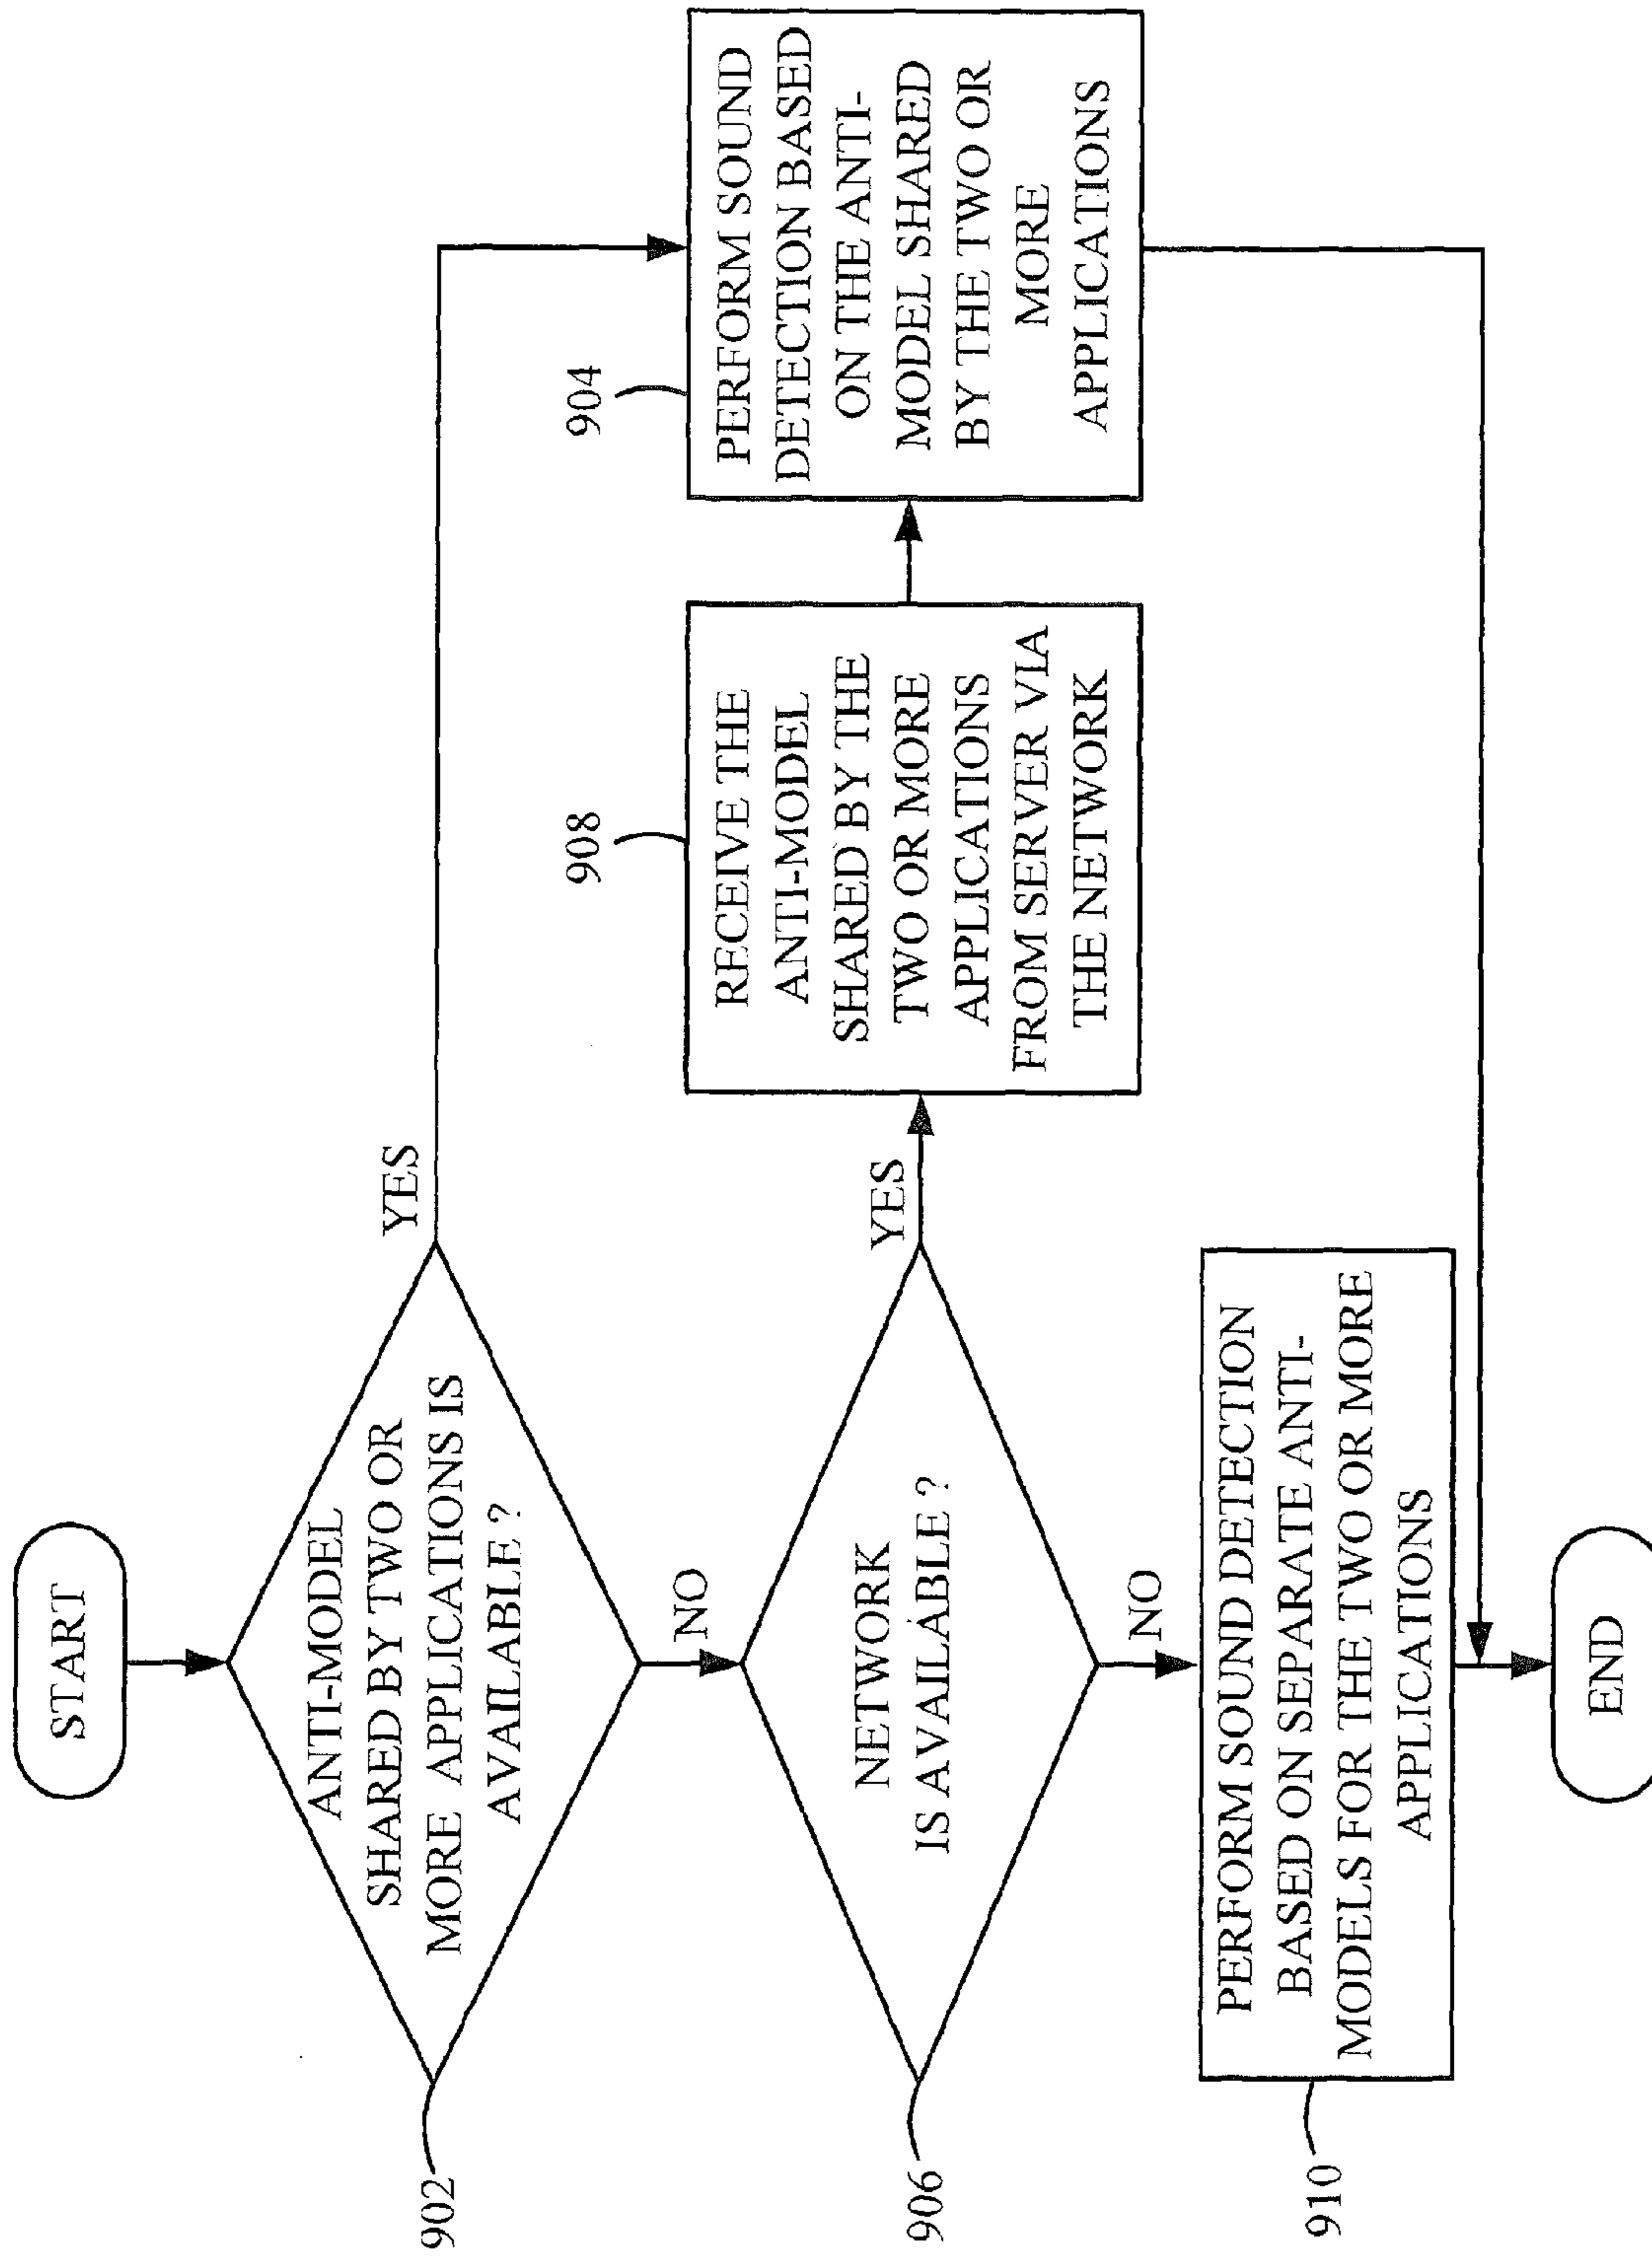 START
ANTI-MODEL
SHARED BY TWO OR
MORE APPLICATIONS IS
AVAILABLE ?
902
YES
NO
PERFORM SOUND
DETECTION BASED
ON THE ANTI-
MODEL SHARED
BY THE TWO OR
MORE
APPLICATIONS
904
NETWORK
IS AVAILABLE ?
906
YES
NO
RECEIVE THE
ANTI-MODEL
SHARED BY THE
TWO OR MORE
APPLICATIONS
FROM SERVER VIA
THE NETWORK
908
PERFORM SOUND DETECTION
BASED ON SEPARATE ANTI-
MODELS FOR THE TWO OR MORE
APPLICATIONS
910
END